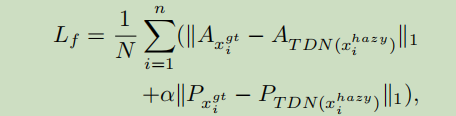 L_f = \frac{1}{N} \sum_{i=1}^{n} (\|A_{x_i^{gt}} - A_{TDN(x_i^{hazy})}\|_1
+\alpha \|P_{x_i^{gt}} - P_{TDN(x_i^{hazy})}\|_1),